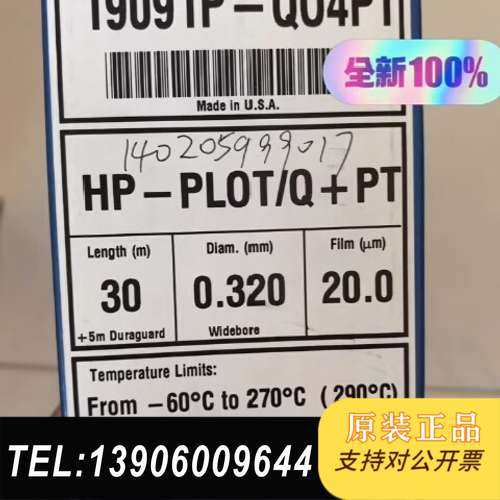 19091P-QO4PT
全新100%
Made in U.S.A.
140205999017
HP-PLOT/Q+PT
Length (m)
Diam. (mm)
Film (μm)
30
0.320
20.0
+5m Duraguard
Widebore
Temperature Limits:
From -60°C to 270°C (290°C)
TEL:13906009644
原装正品
支持对公开票